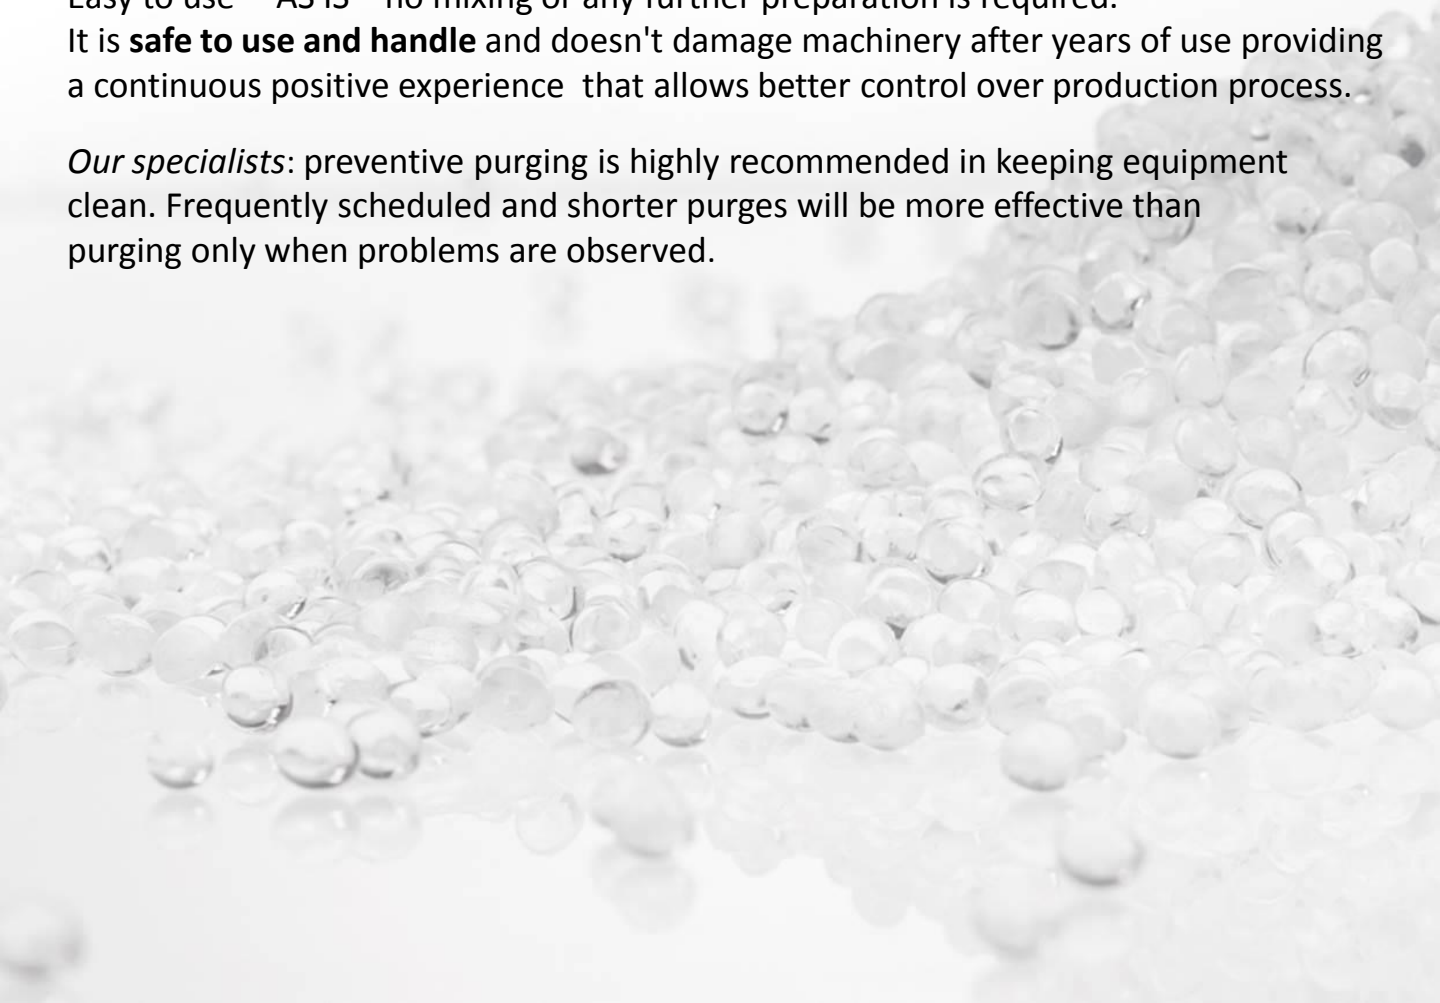 Easy to use "AS IS" no mixing or any further preparation is required.
It is safe to use and handle and doesn't damage machinery after years of use providing
a continuous positive experience  that allows better control over production process.
Our specialists: preventive purging is highly recommended in keeping equipment
clean. Frequently scheduled and shorter purges will be more effective than
purging only when problems are observed.